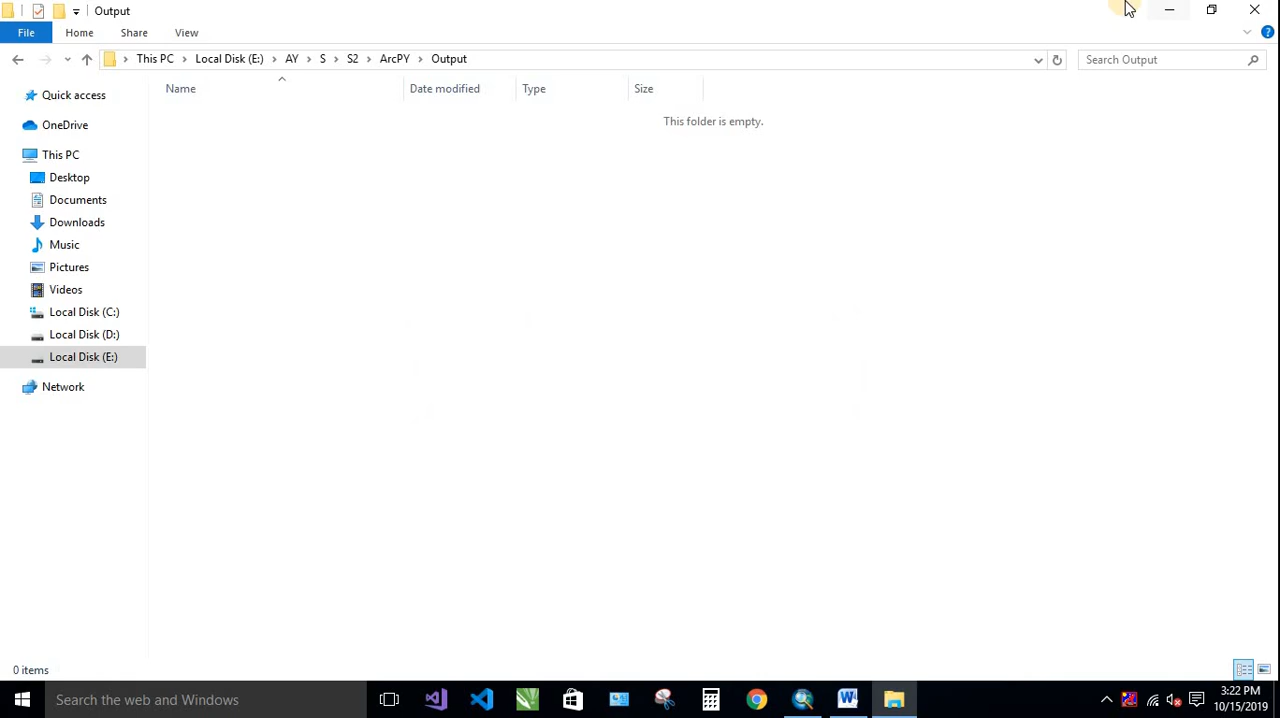 Output
File Home Share View
This PC Local Disk (E:) AY S S2 ArcPY Output
Search Output
Name Date modified Type Size
This folder is empty.
Quick access
OneDrive
This PC
Desktop
Documents
Downloads
Music
Pictures
Videos
Local Disk (C:)
Local Disk (D:)
Local Disk (E:)
Network
0 items
Search the web and Windows
3:22 PM
10/15/2019